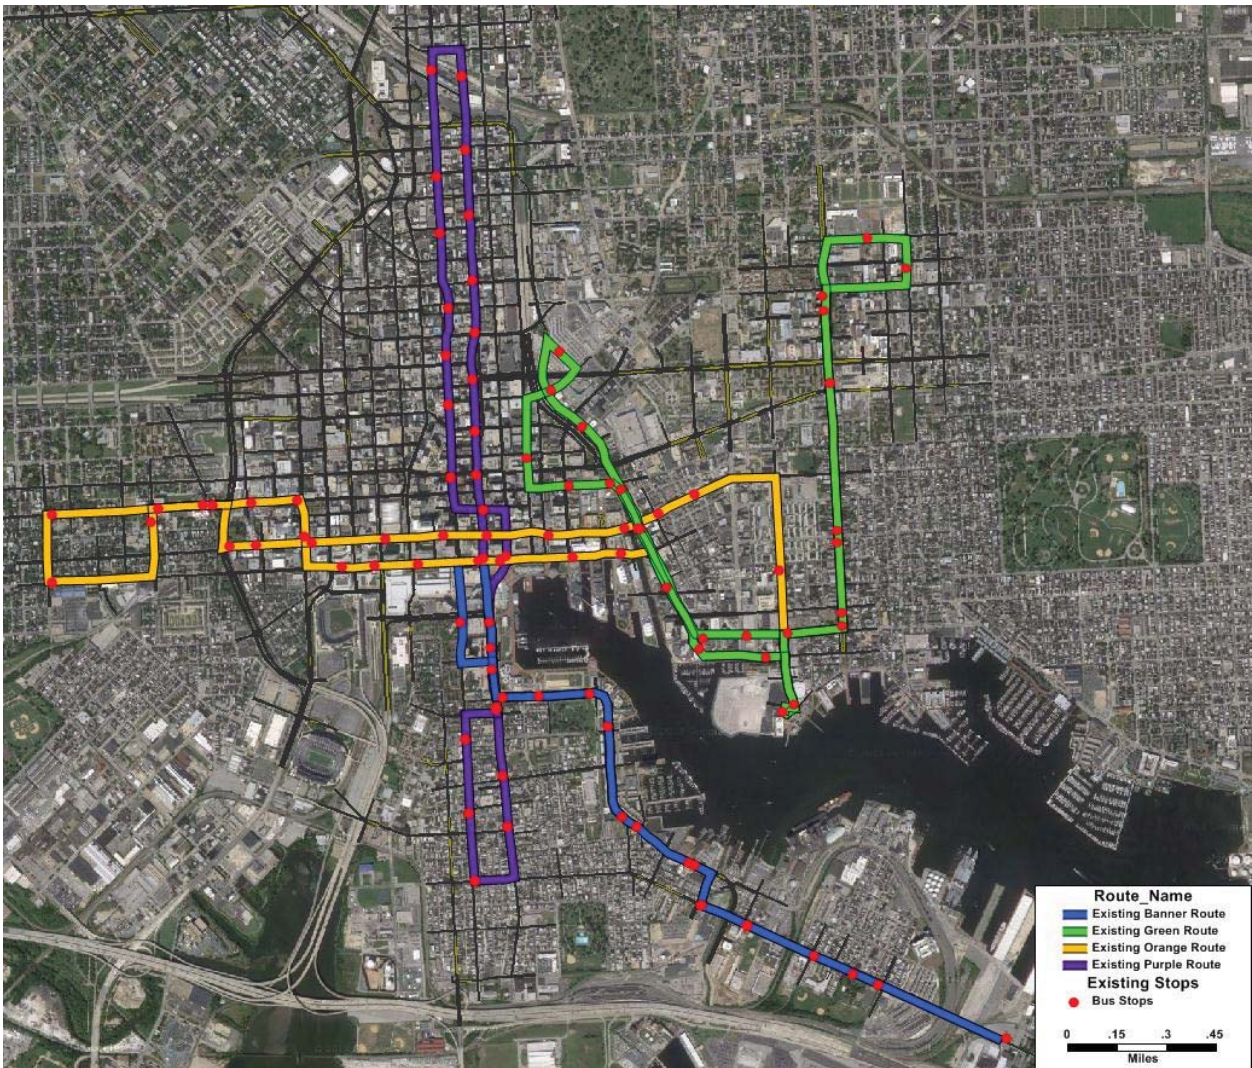 Route_Name
Existing Banner Route
Existing Green Route
Existing Orange Route
Existing Purple Route
Existing Stops
Bus Stops
0 .15 .3 .45
Miles